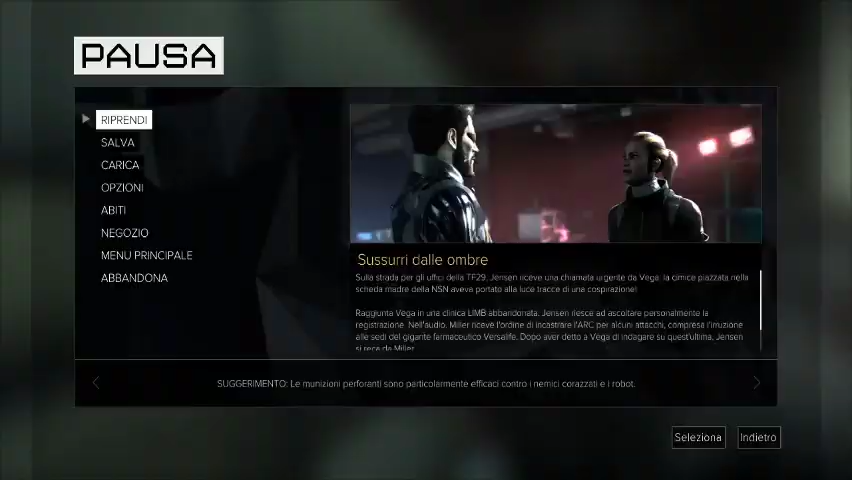 PAUSA
RIPRENDI
SALVA
CARICA
OPZIONI
ABITI
NEGOZIO
MENU PRINCIPALE
ABBANDONA
Sussurri dalle ombre
Sulla strada per gli uffici della TF29, Jensen riceve una chiamata urgente da Vega: la cimice piazzata nella
scheda madre della NSN aveva portato alla luce tracce di una cospirazione!
Raggiunta Vega in una clinica LIMB abbandonata, Jensen riesce ad ascoltare personalmente la
registrazione. Nell'audio, Miller riceve l'ordine di incastrare l'ARC per alcuni attacchi, compresa l'irruzione
alle sedi del gigante farmaceutico Versalife. Dopo aver detto a Vega di indagare su quest'ultima, Jensen
si reca da Miller
SUGGERIMENTO: Le munizioni perforanti sono particolarmente efficaci contro i nemici corazzati e i robot.
Seleziona
Indietro